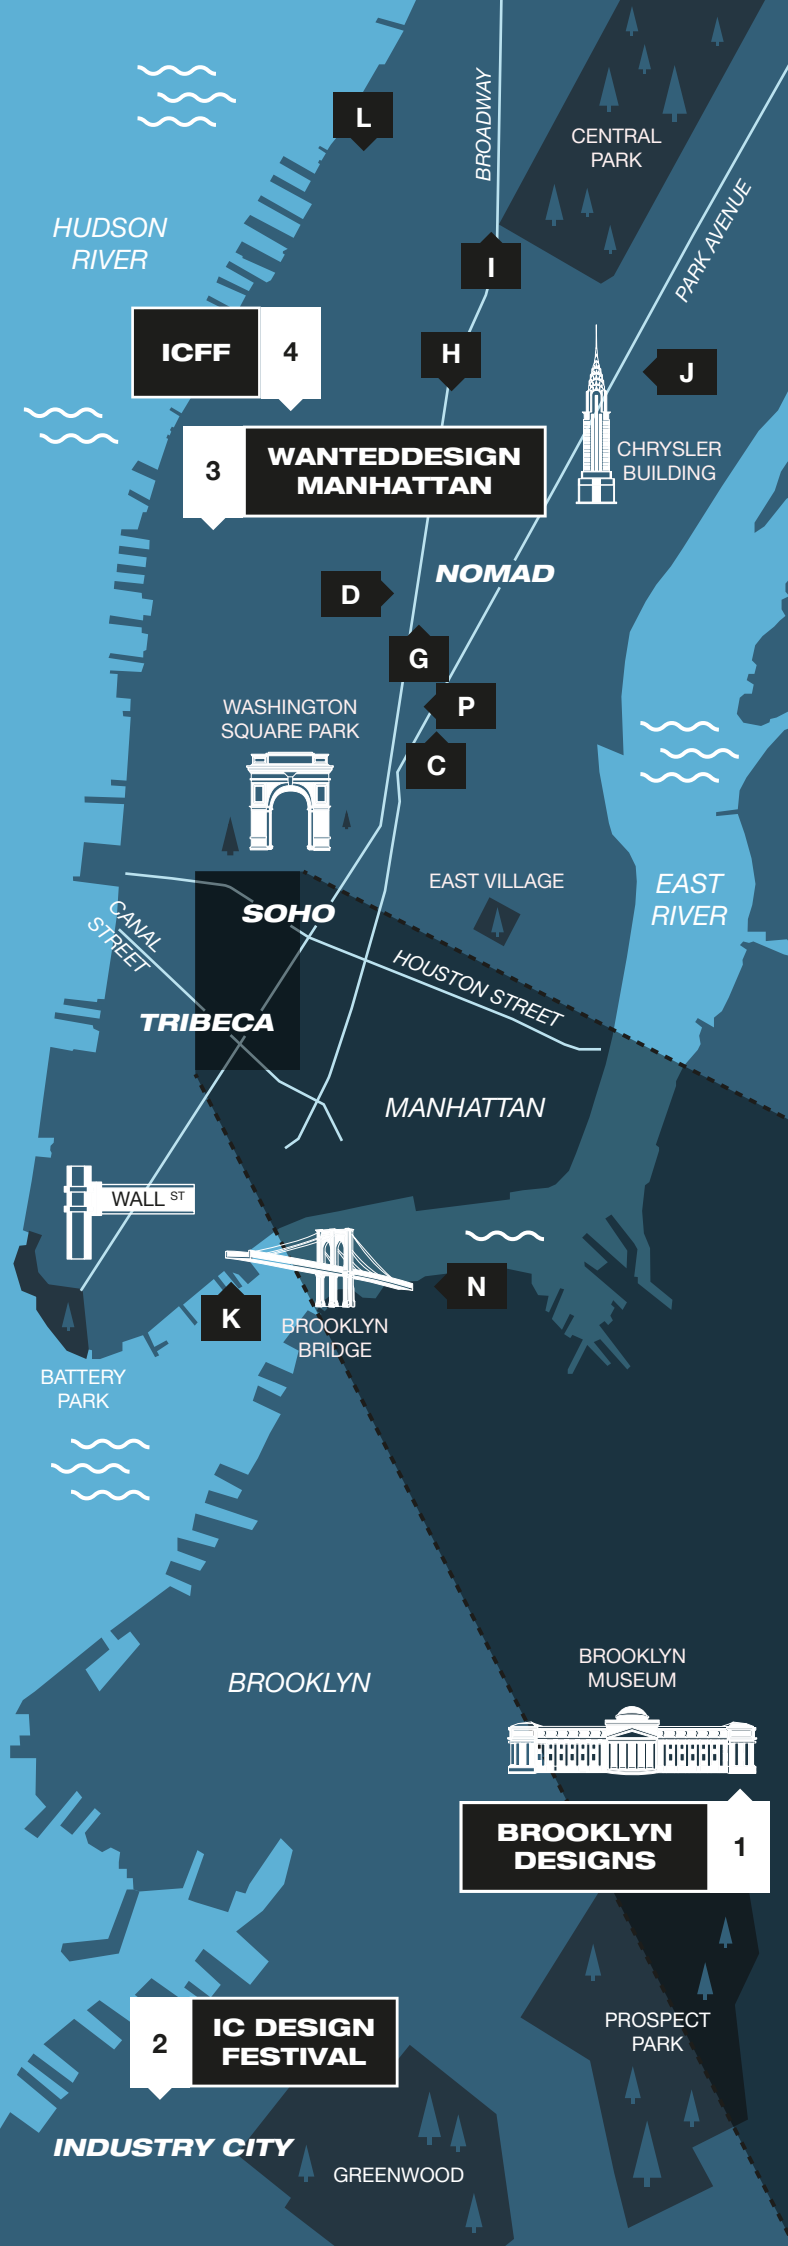 BROADWAY
L
CENTRAL
PARK
HUDSON
RIVER
PARK AVENUE
I
ICFF
4
H
J
3
WANTEDDESIGN
MANHATTAN
CHRYSLER
BUILDING
NOMAD
D
G
WASHINGTON
SQUARE PARK
P
C
EAST VILLAGE
EAST
RIVER
SOHO
CANAL
STREET
HOUSTON STREET
TRIBECA
MANHATTAN
WALL ST
N
K
BROOKLYN
BRIDGE
BATTERY
PARK
BROOKLYN
MUSEUM
BROOKLYN
BROOKLYN
DESIGNS
1
PROSPECT
PARK
2
IC DESIGN
FESTIVAL
INDUSTRY CITY
GREENWOOD